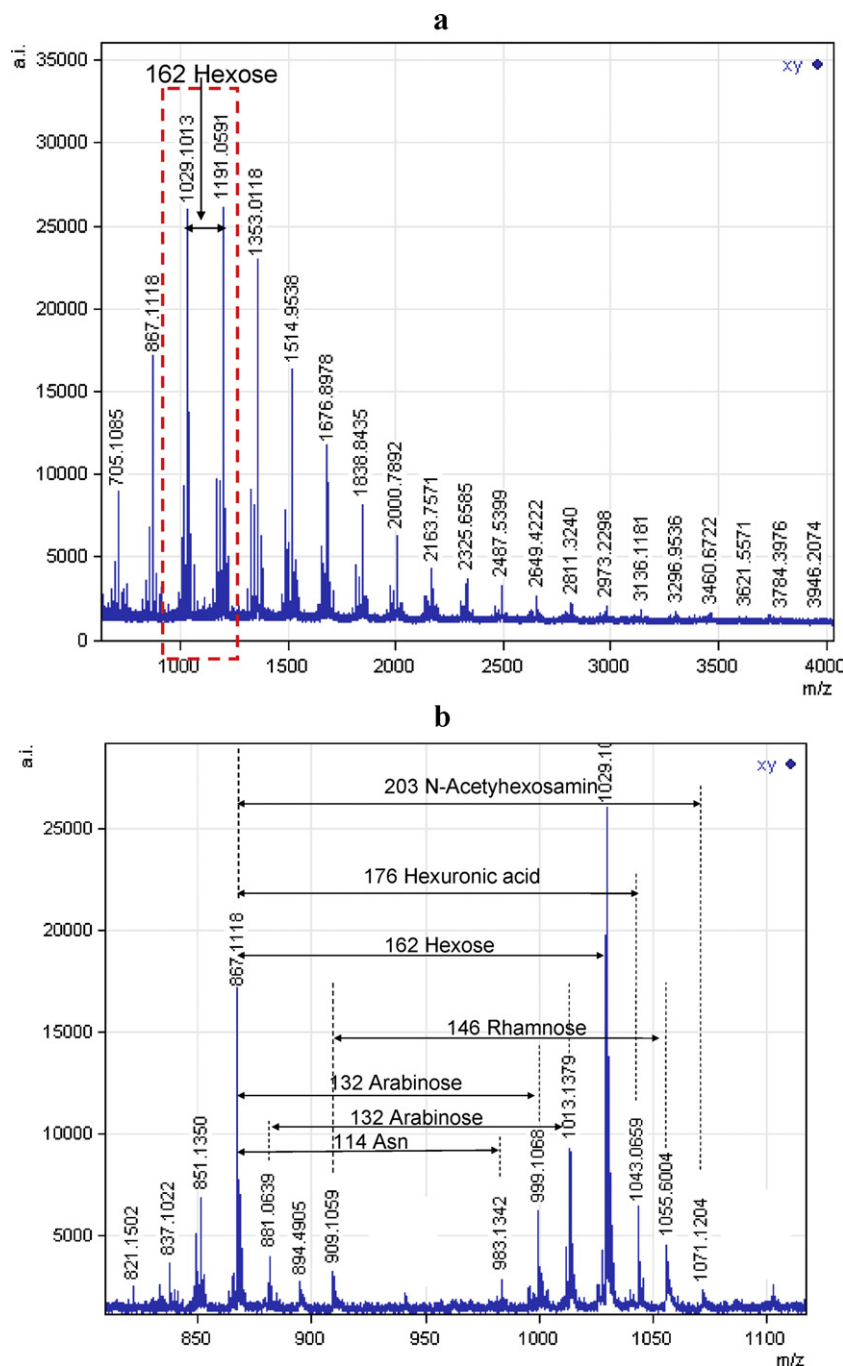 a
a.i.
35000
30000
25000
20000
15000
10000
5000
0
162 Hexose
xy
705.1085
867.1118
1029.1013
1191.0591
1353.0118
1514.9538
1676.8978
1838.8435
2000.7892
2163.7571
2325.6585
2487.5399
2649.4222
2811.3240
2973.2298
3136.1181
3296.9536
3460.6722
3621.5571
3784.3976
3946.2074
1000 1500 2000 2500 3000 3500 4000
m/z
b
a.i.
25000
20000
15000
10000
5000
xy
203 N-Acetyhexosamin
176 Hexuronic acid
162 Hexose
146 Rhamnose
132 Arabinose
132 Arabinose
114 Asn
821.1502
837.1022
851.1350
867.1118
881.0639
894.4905
909.1059
983.1342
999.1068
1013.1379
1029.10
1043.0659
1055.6004
1071.1204
850 900 950 1000 1050 1100
m/z